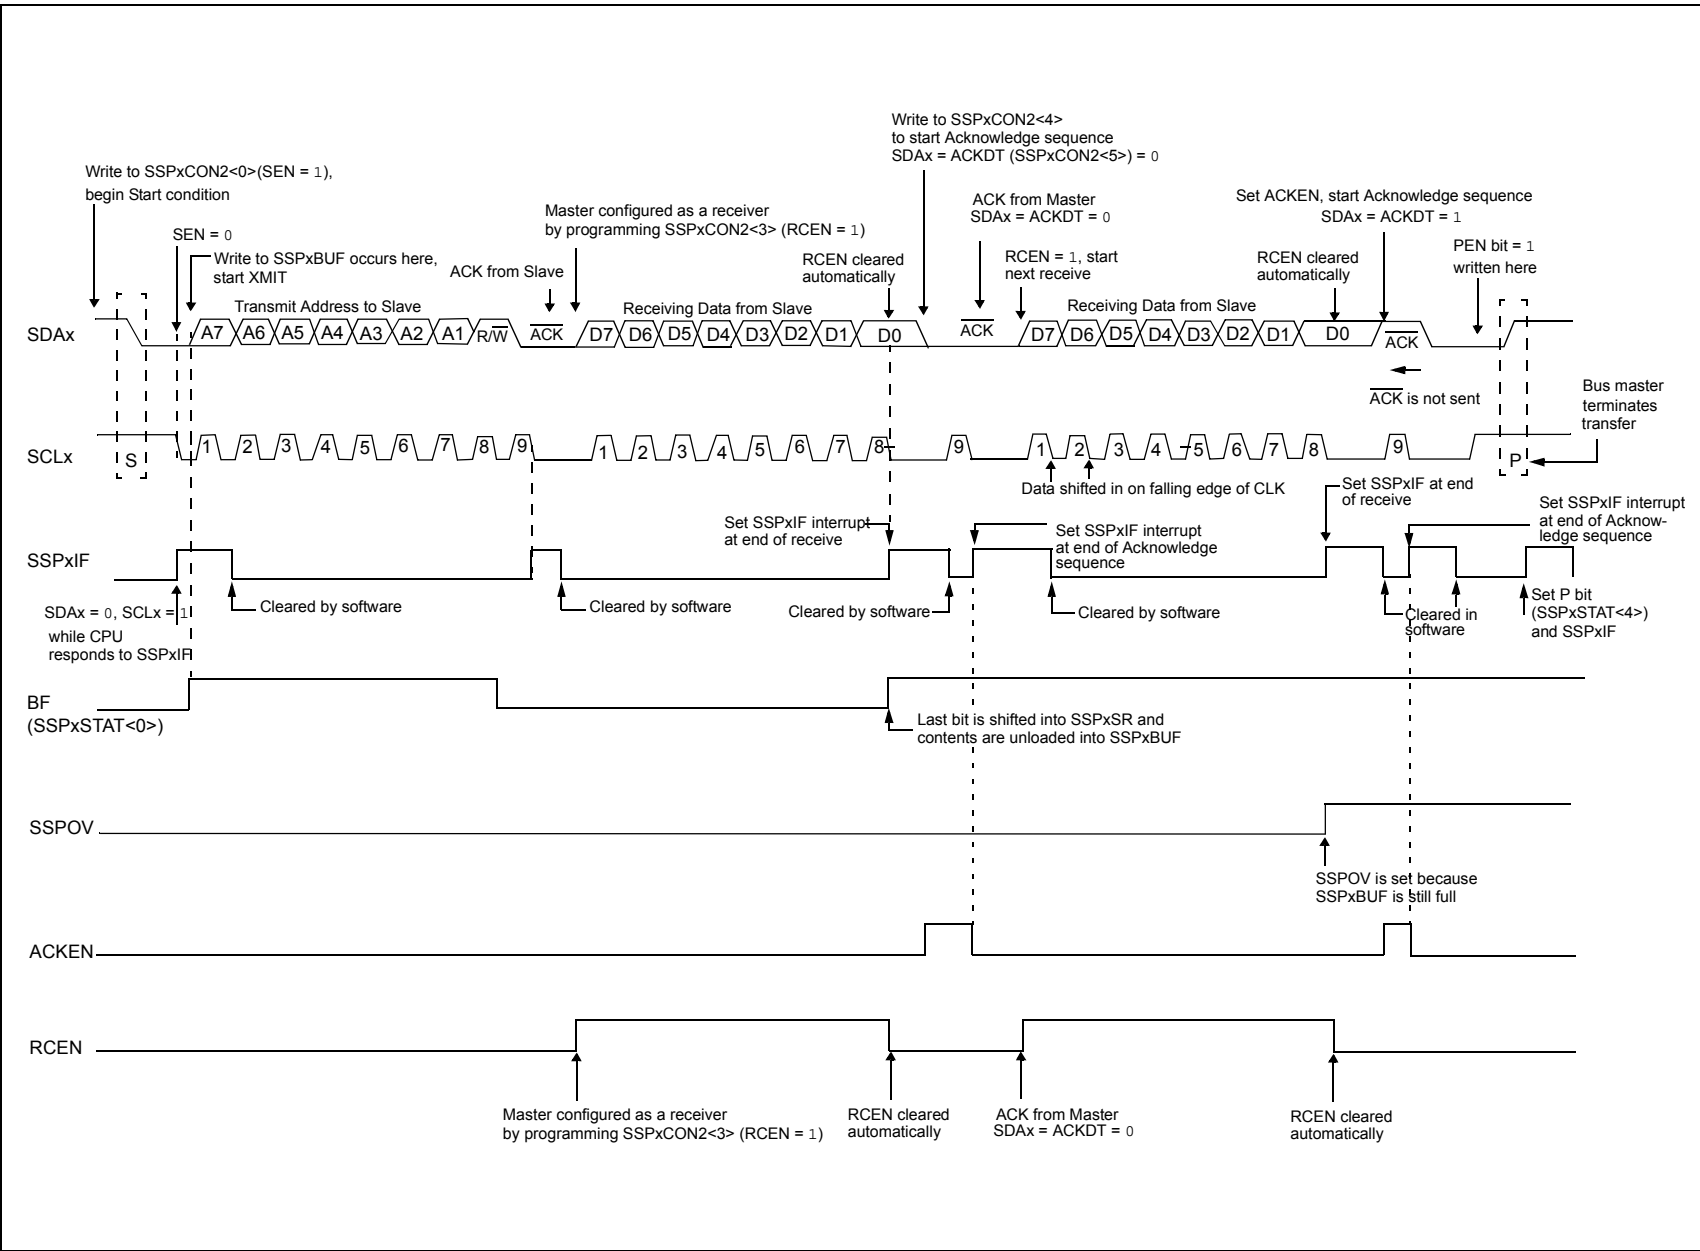 Write to SSPxCON2<4>
to start Acknowledge sequence
SDAx = ACKDT (SSPxCON2<5>) = 0
Write to SSPxCON2<0>(SEN = 1),
begin Start condition
ACK from Master
SDAx = ACKDT = 0
Set ACKEN, start Acknowledge sequence
SDAx = ACKDT = 1
Master configured as a receiver
by programming SSPxCON2<3> (RCEN = 1)
SEN = 0
Write to SSPxBUF occurs here,
start XMIT
ACK from Slave
RCEN cleared
automatically
RCEN = 1, start
next receive
RCEN cleared
automatically
PEN bit = 1
written here
Transmit Address to Slave
Receiving Data from Slave
Receiving Data from Slave
SDAx
A7 A6 A5 A4 A3 A2 A1 R/W ACK D7 D6 D5 D4 D3 D2 D1 D0 ACK D7 D6 D5 D4 D3 D2 D1 D0 ACK
ACK is not sent
Bus master
terminates
transfer
SCLx
S 1 2 3 4 5 6 7 8 9 1 2 3 4 5 6 7 8 9 1 2 3 4 5 6 7 8 9 P
Data shifted in on falling edge of CLK
Set SSPxIF at end
of receive
Set SSPxIF interrupt
at end of receive
Set SSPxIF interrupt
at end of Acknowledge
sequence
Set SSPxIF interrupt
at end of Acknow-
ledge sequence
SSPxIF
SDAx = 0, SCLx = 1
while CPU
responds to SSPxIF
Cleared by software
Cleared by software
Cleared by software
Cleared by software
Cleared in
software
Set P bit
(SSPxSTAT<4>)
and SSPxIF
BF
(SSPxSTAT<0>)
Last bit is shifted into SSPxSR and
contents are unloaded into SSPxBUF
SSPOV
SSPOV is set because
SSPxBUF is still full
ACKEN
RCEN
Master configured as a receiver
by programming SSPxCON2<3> (RCEN = 1)
RCEN cleared
automatically
ACK from Master
SDAx = ACKDT = 0
RCEN cleared
automatically